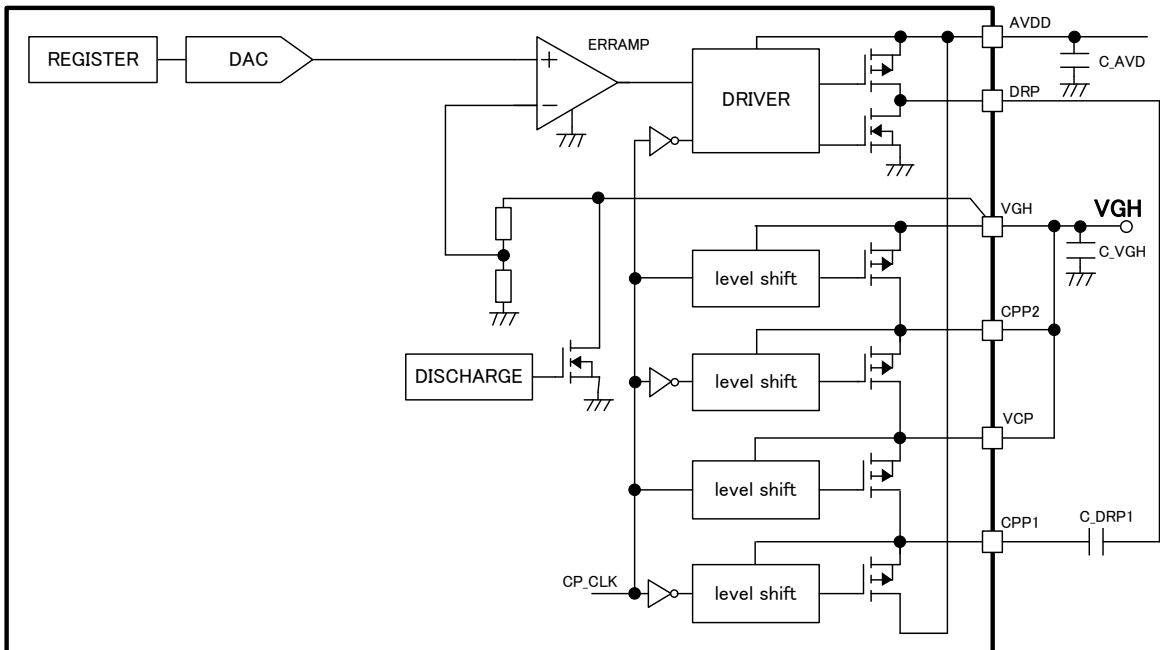 AVDD
ERRAMP
REGISTER
DAC
+
C_AVD
−
DRIVER
DRP
VGH
VGH
C_VGH
level shift
CPP2
level shift
DISCHARGE
VCP
level shift
CPP1
C_DRP1
CP_CLK
level shift